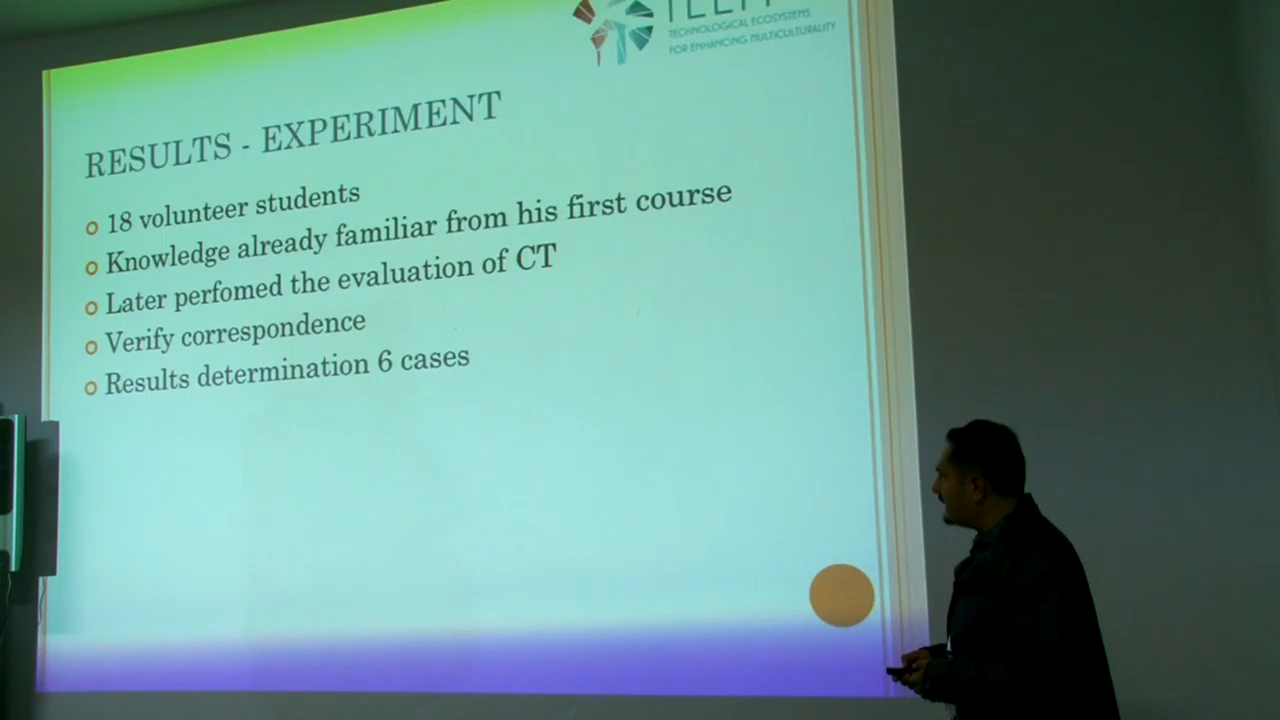 TECHNOLOGICAL ECOSYSTEMS
FOR ENHANCING MULTICULTURALITY
RESULTS - EXPERIMENT
18 volunteer students
Knowledge already familiar from his first course
Later perfomed the evaluation of CT
Verify correspondence
Results determination 6 cases